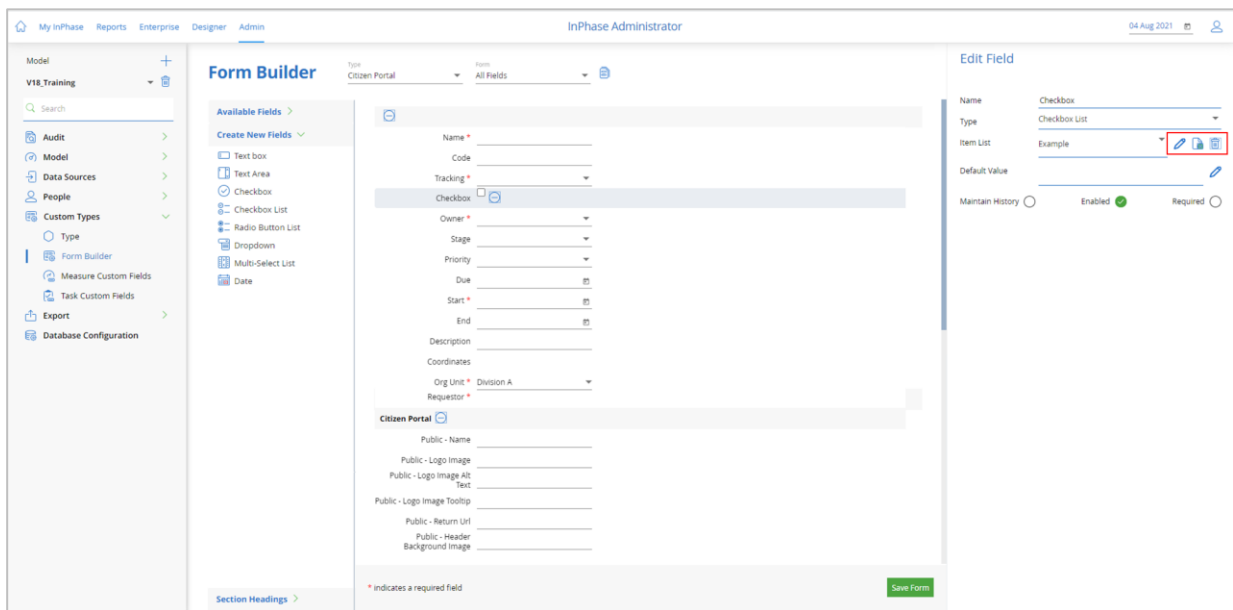 My InPhase Reports Enterprise Designer Admin
InPhase Administrator
04 Aug 2021
Model
V18_Training
Search
Audit
Model
Data Sources
People
Custom Types
Type
Form Builder
Measure Custom Fields
Task Custom Fields
Export
Database Configuration
Form Builder
Type
Citizen Portal
Form
All Fields
Available Fields
Create New Fields
Text box
Text Area
Checkbox
Checkbox List
Radio Button List
Dropdown
Multi-Select List
Date
Section Headings
Name *
Code
Tracking *
Checkbox
Owner *
Stage
Priority
Due
Start *
End
Description
Coordinates
Org Unit * Division A
Requestor *
Citizen Portal
Public - Name
Public - Logo Image
Public - Logo Image Alt
Text
Public - Logo Image Tooltip
Public - Return Url
Public - Header
Background Image
* indicates a required field
Save Form
Edit Field
Name Checkbox
Type Checkbox List
Item List Example
Default Value
Maintain History Enabled Required